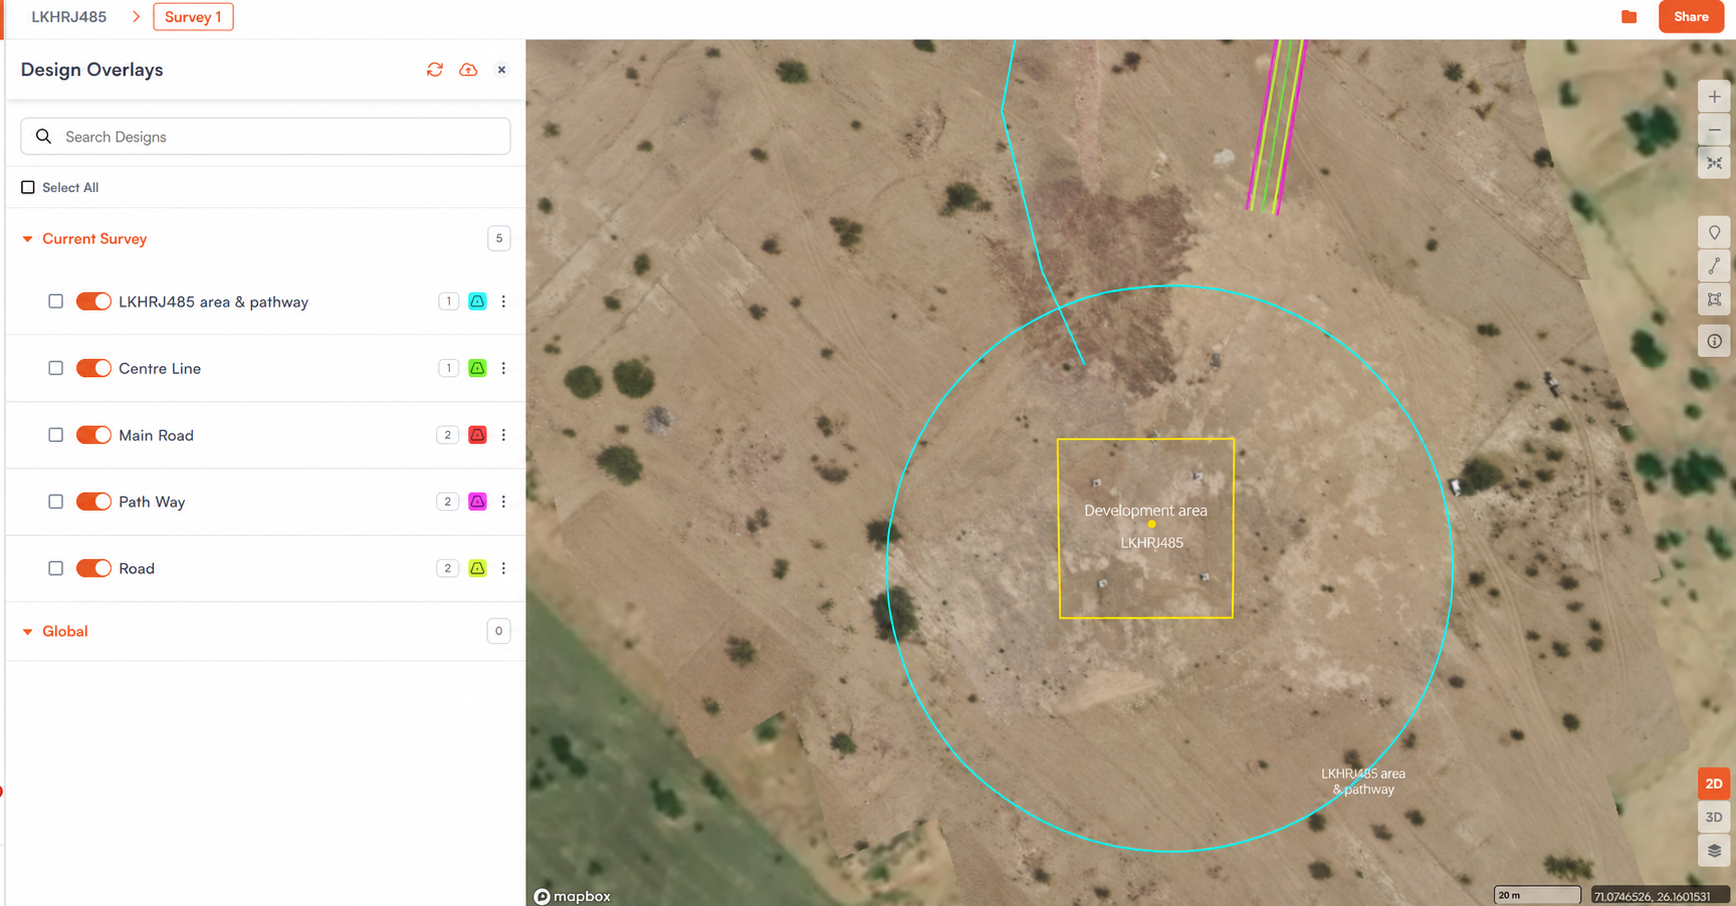 LKHRJ485
Survey 1
Share
Design Overlays
Search Designs
Select All
Current Survey
5
LKHRJ485 area & pathway
1
Centre Line
1
Main Road
2
Path Way
2
Road
2
Global
0
Development area
LKHRJ485
LKHRJ485 area
& pathway
2D
3D
mapbox
20 m
71.0746526, 26.1601531